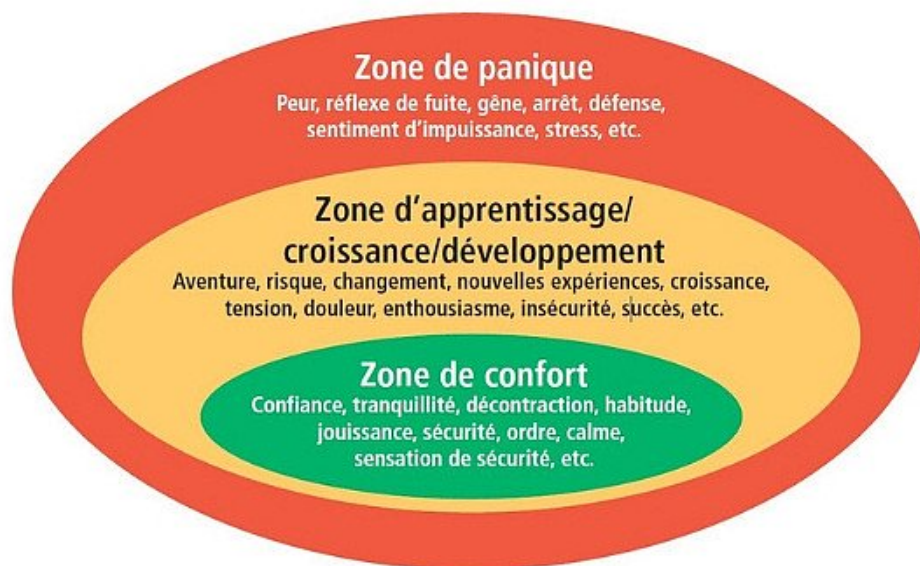 Zone de panique
Peur, réflexe de fuite, gêne, arrêt, défense,
sentiment d'impuissance, stress, etc.
Zone d'apprentissage/
croissance/développement
Aventure, risque, changement, nouvelles expériences, croissance,
tension, douleur, enthousiasme, insécurité, succès, etc.
Zone de confort
Confiance, tranquillité, décontraction, habitude,
jouissance, sécurité, ordre, calme,
sensation de sécurité, etc.